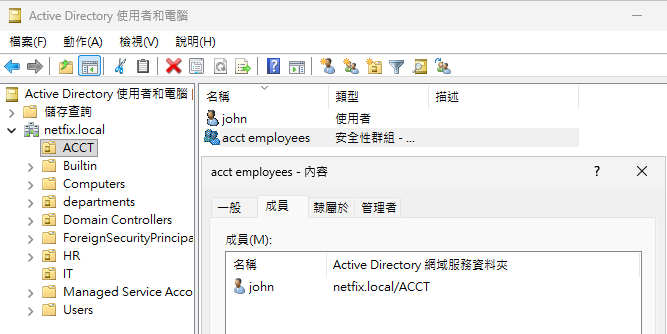 Active Directory 使用者和電腦
檔案(F) 動作(A) 檢視(V) 說明(H)
Active Directory 使用者和電腦
儲存查詢
netfix.local
ACCT
Builtin
Computers
departments
Domain Controllers
ForeignSecurityPrincipa
HR
IT
Managed Service Acco
Users
名稱 類型 描述
john 使用者
acct employees 安全性群組 - ...
acct employees - 內容
一般 成員 隸屬於 管理者
成員(M):
名稱 Active Directory 網域服務資料夾
john netfix.local/ACCT